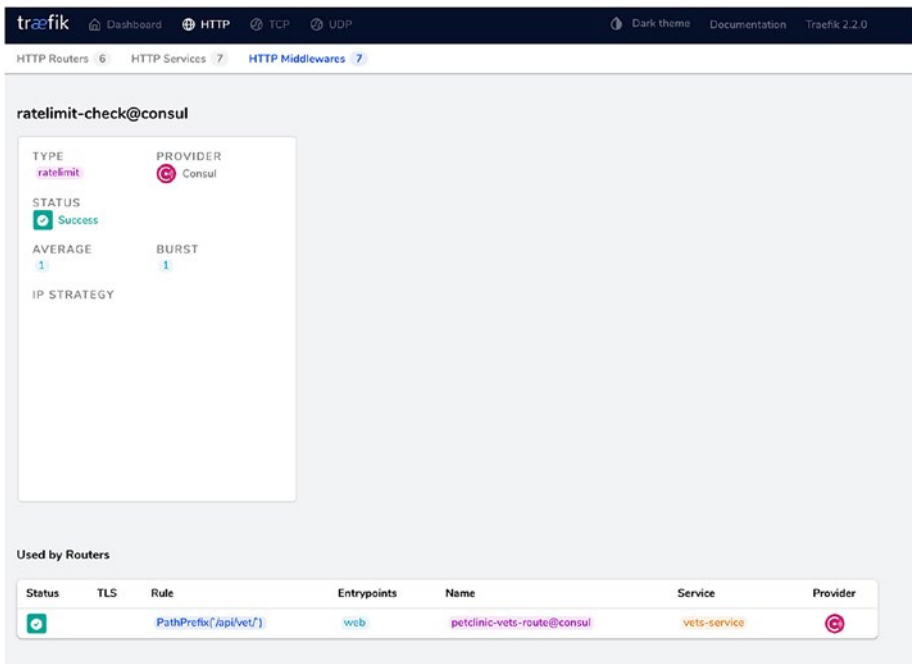 træfik Dashboard HTTP TCP UDP Dark theme Documentation Traefik 2.2.0
HTTP Routers 6 HTTP Services 7 HTTP Middlewares 7
ratelimit-check@consul
TYPE PROVIDER
ratelimit Consul
STATUS
Success
AVERAGE BURST
1 1
IP STRATEGY
Used by Routers
Status TLS Rule Entrypoints Name Service Provider
PathPrefix(`/api/vet/`) web petclinic-vets-route@consul vets-service